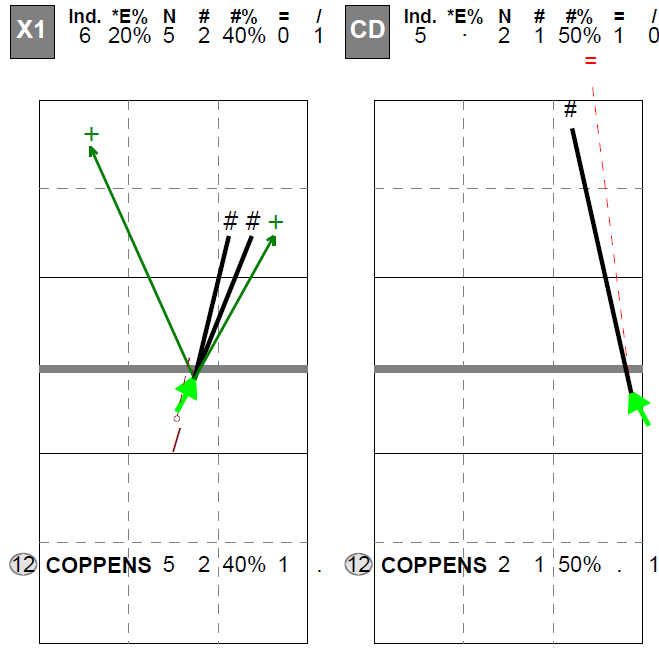 X1 Ind. *E% N # #% = / CD Ind. *E% N # #% = /
6 20% 5 2 40% 0 1 5 . 2 1 50% 1 0
=
#
+
# # +
/
12 COPPENS 5 2 40% 1 . 12 COPPENS 2 1 50% . 1